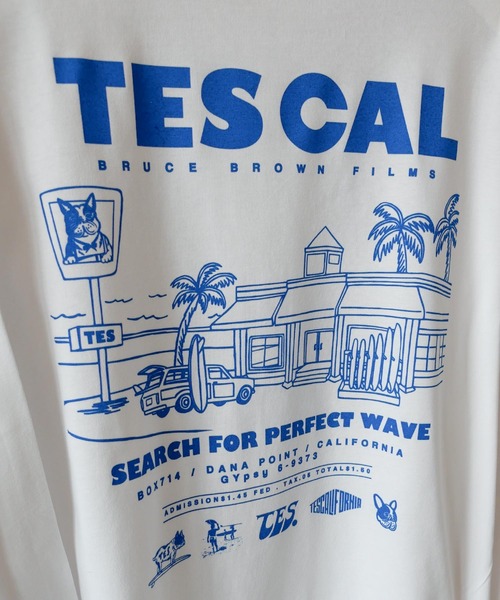 TES CAL
BRUCE BROWN FILMS
TES
SEARCH FOR PERFECT WAVE
BOX714 / DANA POINT / CALIFORNIA
GYPsy 6-9373
ADMISSION$1.45 FED. TAX.05 TOTAL$1.50
TES.
TESCALIFORNIA